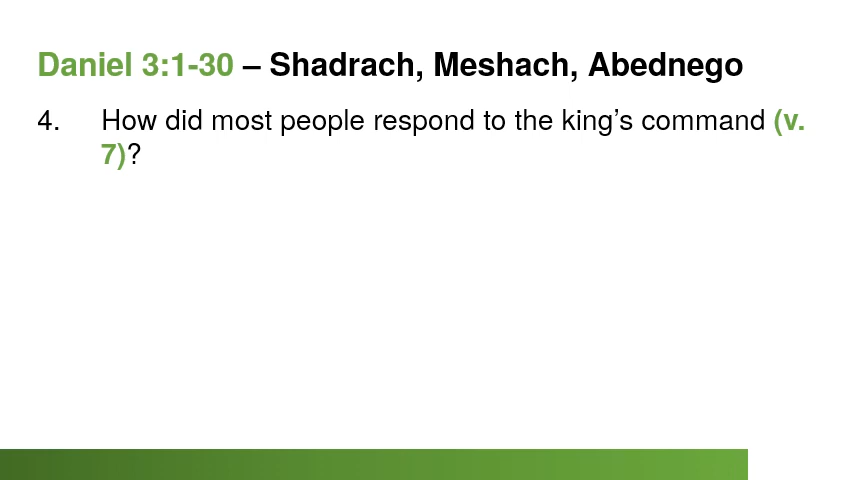 Daniel 3:1-30 – Shadrach, Meshach, Abednego
4. How did most people respond to the king’s command (v.
7)?